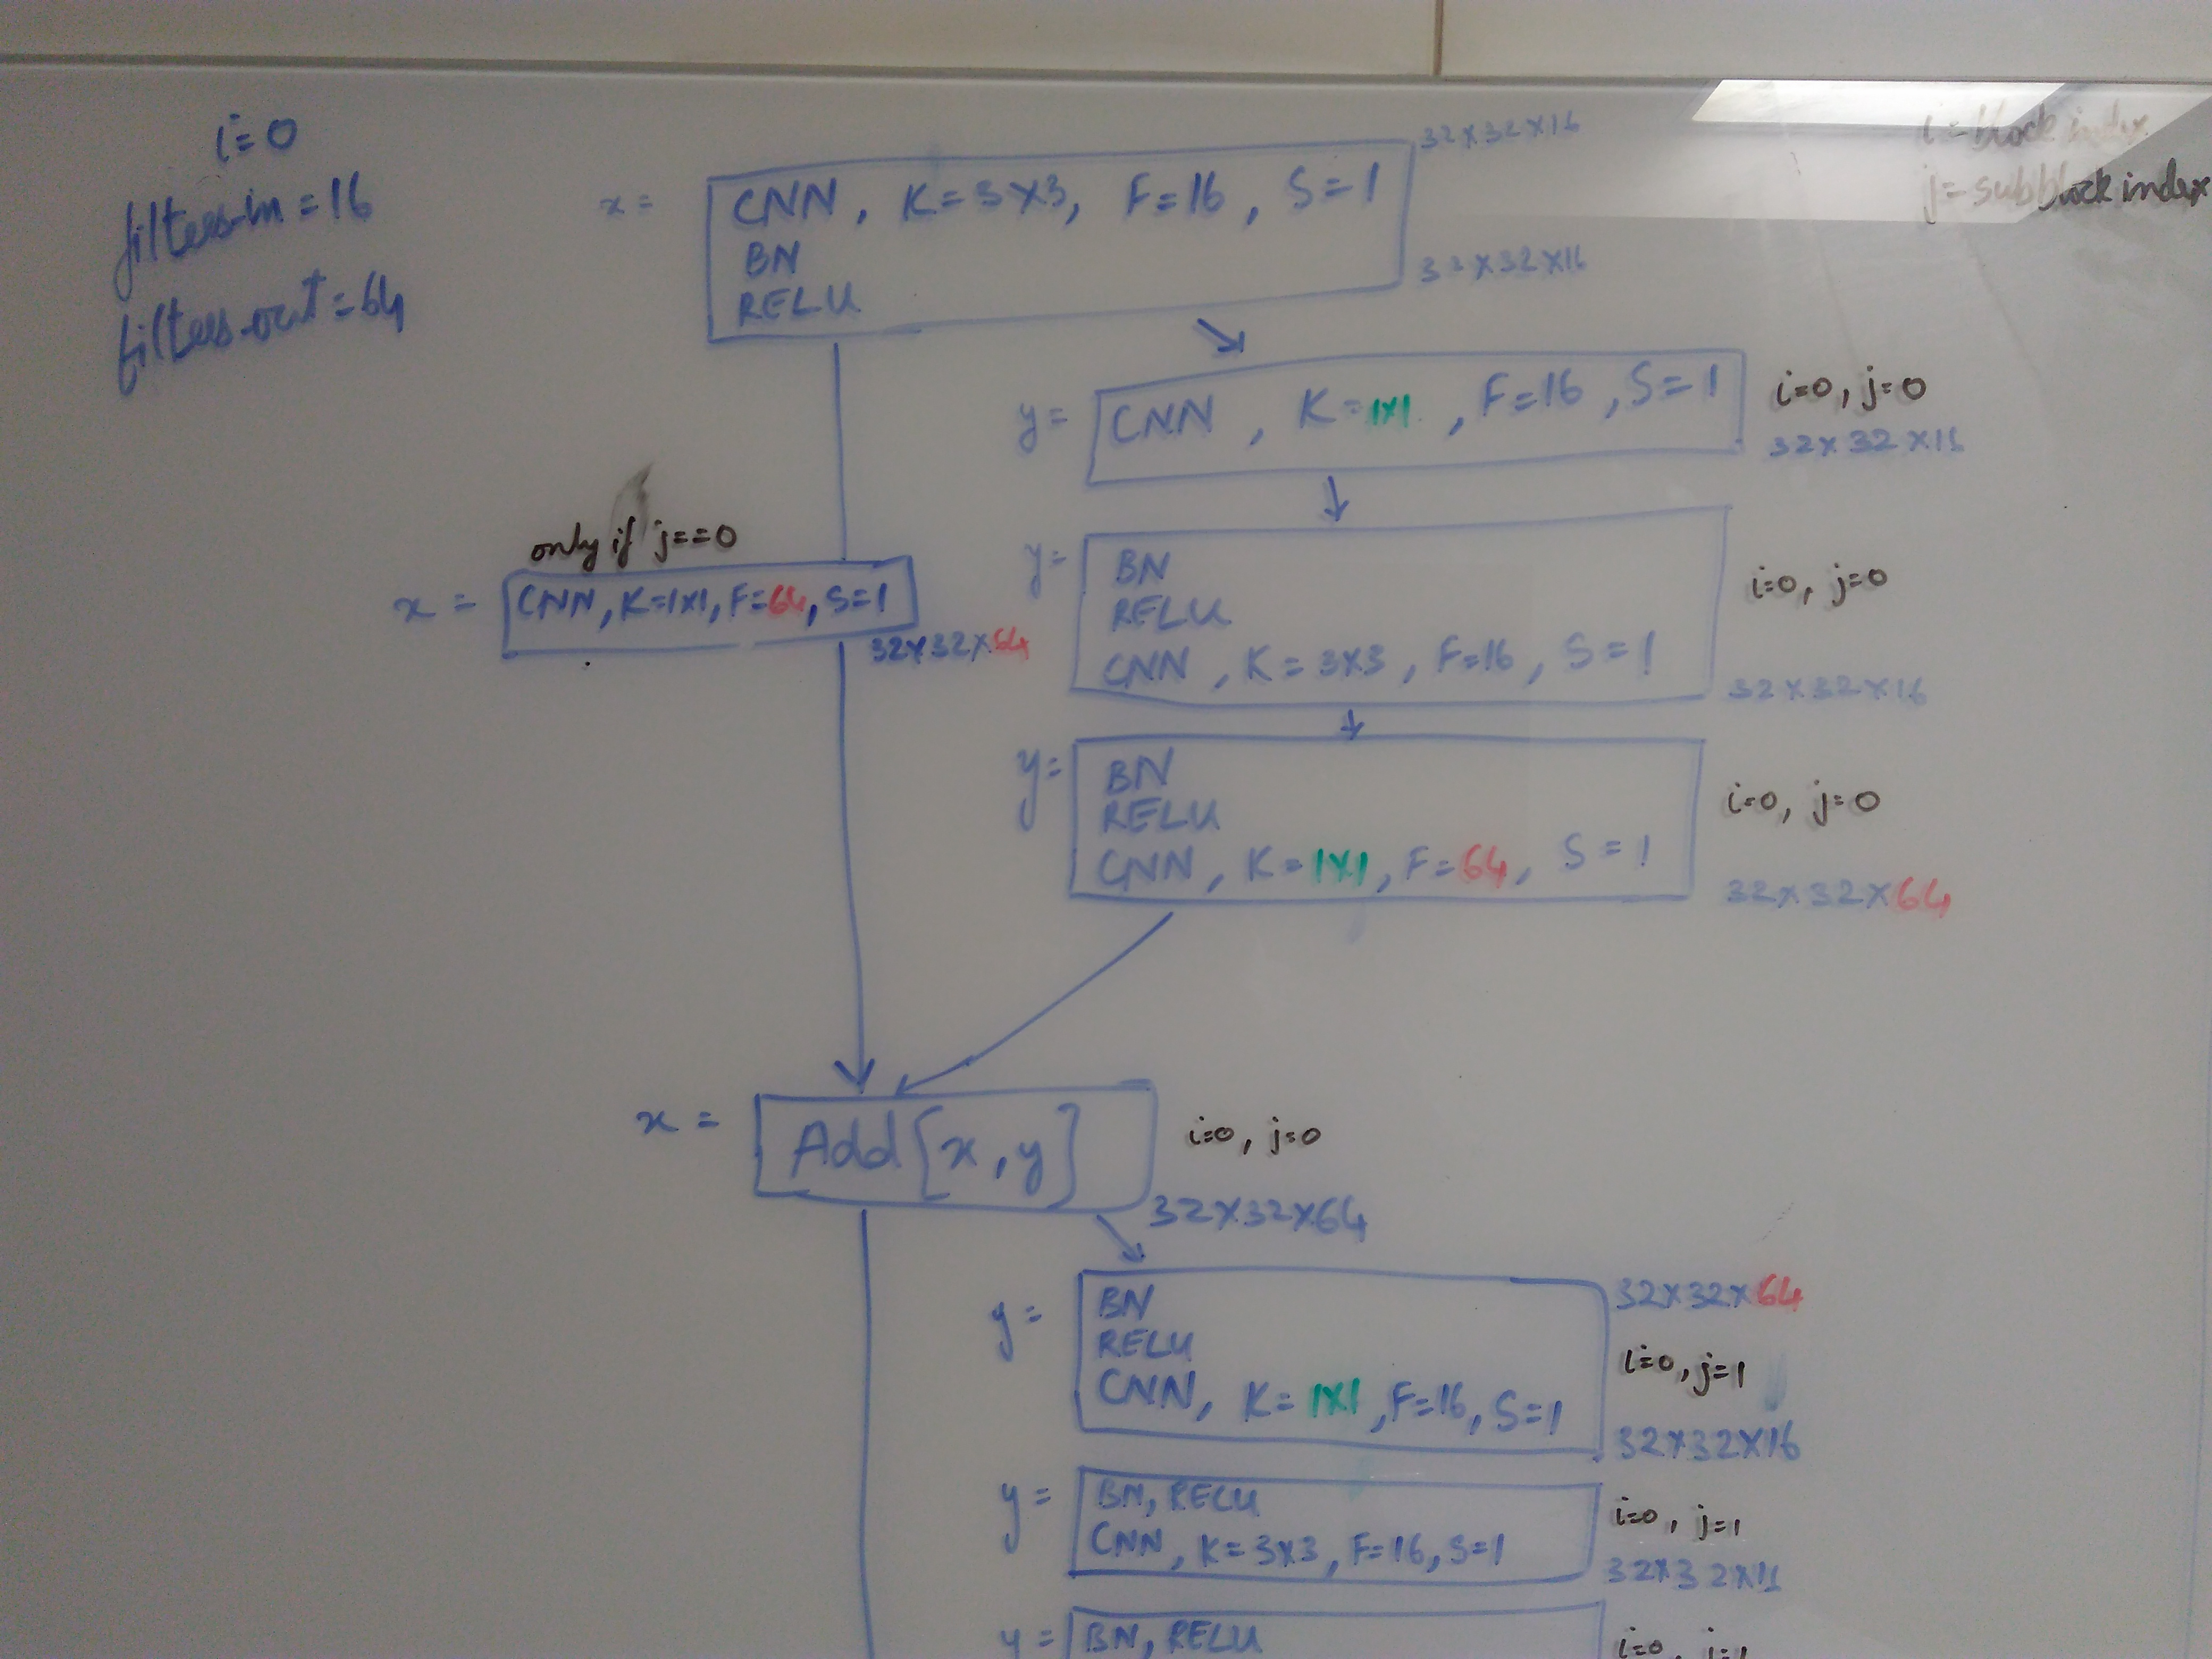 i=0
filters-in=16
filters-out=64
i=block index
j=subblock index
32X32X16
x=
CNN, K=3X3, F=16, S=1
BN
RELU
32X32X16
y=
CNN, K=1X1, F=16, S=1
i=0, j=0
32X32X16
only if j==0
x =
CNN, K=1X1, F=64, S=1
32X32X64
y=
BN
RELU
CNN, K=3X3, F=16, S=1
i=0, j=0
32X32X16
y=
BN
RELU
CNN, K=1X1, F=64, S=1
i=0, j=0
32X32X64
x =
Add[x,y]
i=0, j=0
32X32X64
32X32X64
y=
BN
RELU
CNN, K=1X1, F=16, S=1
i=0, j=1
32X32X16
y=
BN, RELU
CNN, K=3X3, F=16, S=1
i=0, j=1
32X32X16
y=
BN, RELU
i=0, j=1